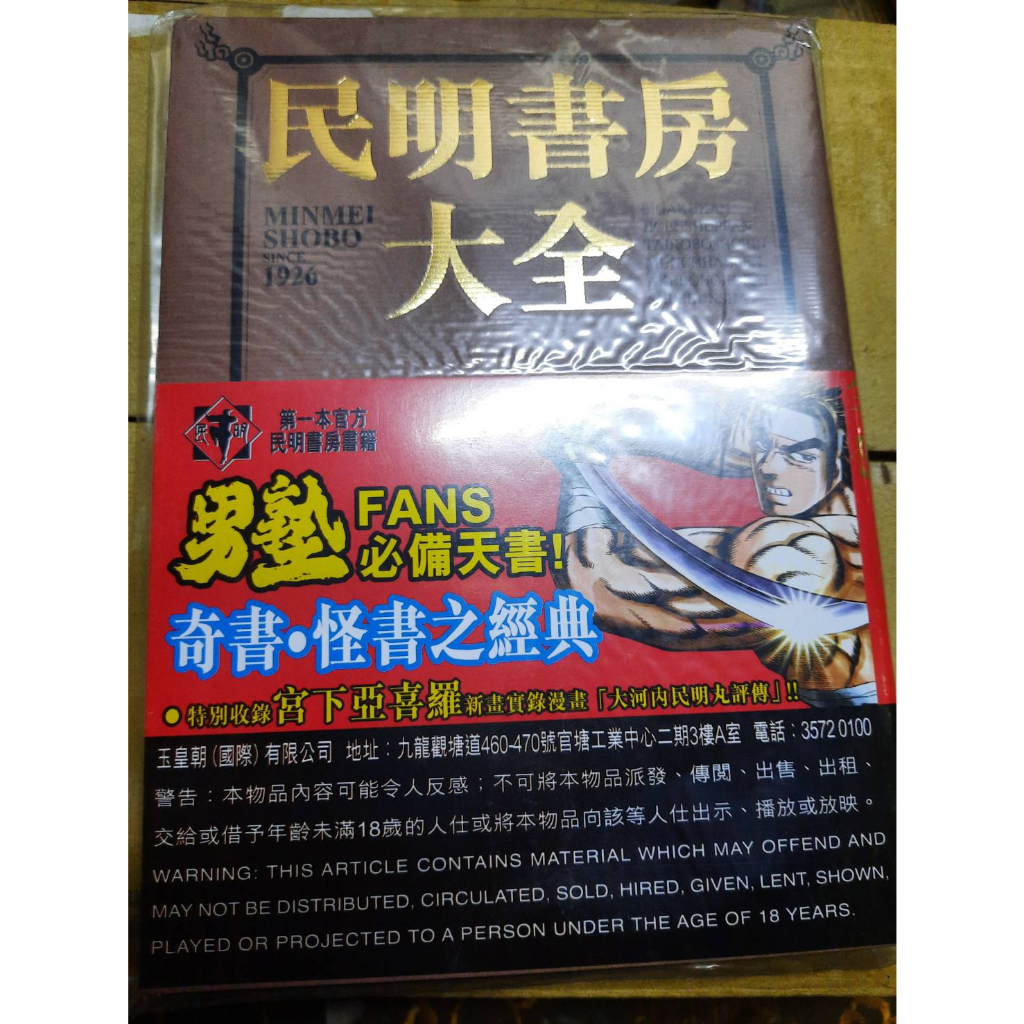 民明書房
大全
MINMEI
SHOBO
SINCE
1926
民 明
第一本官方
民明書房書籍
男塾 FANS
必備天書!
奇書•怪書之經典
●特別收錄宮下亞喜羅新畫實錄漫畫「大河內民明丸評傳」!!
玉皇朝(國際)有限公司 地址:九龍觀塘道460-470號官塘工業中心二期3樓A室 電話:3572 0100
警告:本物品內容可能令人反感;不可將本物品派發、傳閱、出售、出租、
交給或借予年齡未滿18歲的人仕或將本物品向該等人仕出示、播放或放映。
WARNING: THIS ARTICLE CONTAINS MATERIAL WHICH MAY OFFEND AND
MAY NOT BE DISTRIBUTED, CIRCULATED, SOLD, HIRED, GIVEN, LENT, SHOWN,
PLAYED OR PROJECTED TO A PERSON UNDER THE AGE OF 18 YEARS.